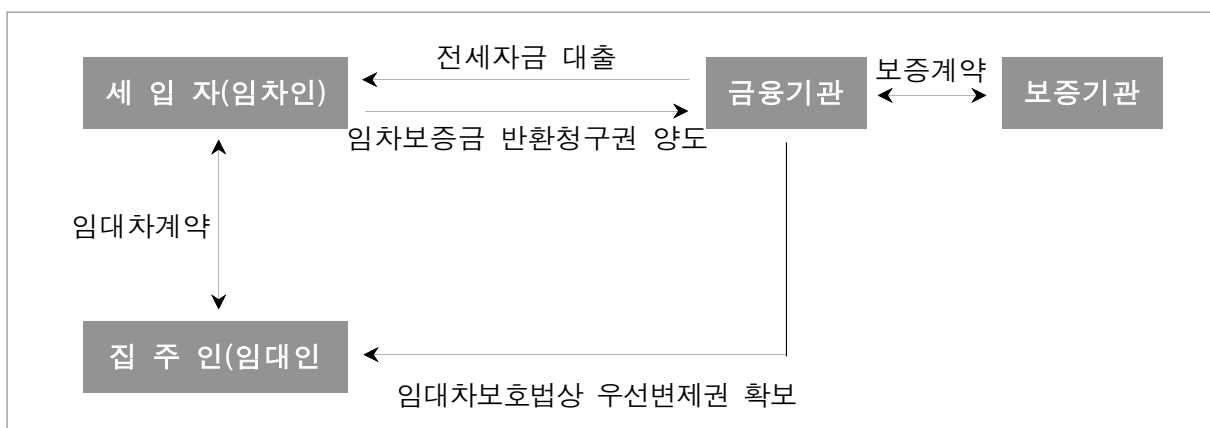 전세자금 대출
세 입 자(임차인)
금융기관
보증계약
보증기관
임차보증금 반환청구권 양도
임대차계약
집 주 인(임대인
임대차보호법상 우선변제권 확보